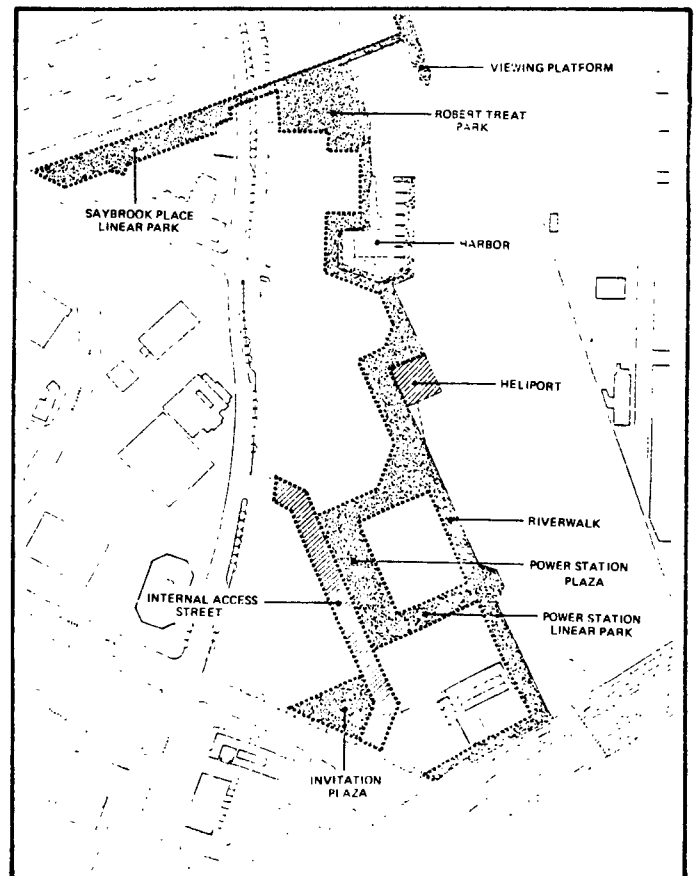 VIEWING PLATFORM
ROBERT TREAT
PARK
SAYBROOK PLACE
LINEAR PARK
HARBOR
HELIPORT
RIVERWALK
POWER STATION
PLAZA
INTERNAL ACCESS
STREET
POWER STATION
LINEAR PARK
INVITATION
PLAZA